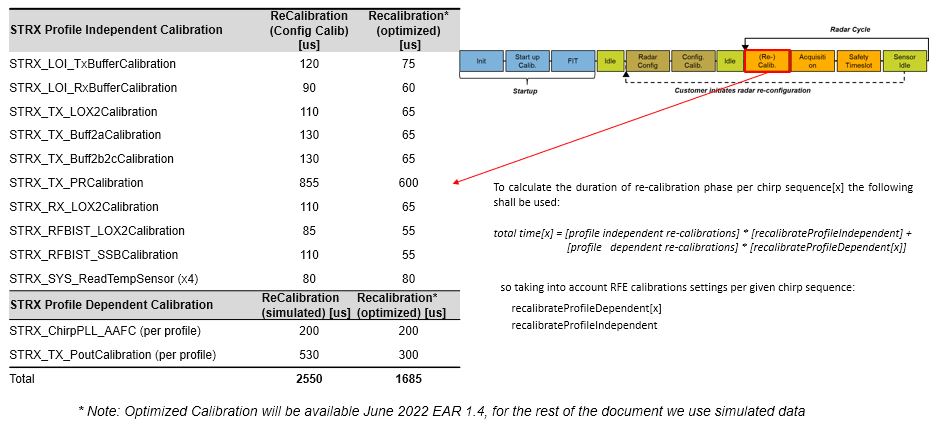 STRX Profile Independent Calibration ReCalibration (Config Calib) [us] Recalibration* (optimized) [us]
STRX_LOI_TxBufferCalibration 120 75
STRX_LOI_RxBufferCalibration 90 60
STRX_TX_LOX2Calibration 110 65
STRX_TX_Buff2aCalibration 130 65
STRX_TX_Buff2b2cCalibration 130 65
STRX_TX_PRCalibration 855 600
STRX_RX_LOX2Calibration 110 65
STRX_RFBIST_LOX2Calibration 85 55
STRX_RFBIST_SSBCalibration 110 55
STRX_SYS_ReadTempSensor (x4) 80 80
STRX Profile Dependent Calibration ReCalibration (simulated) [us] Recalibration* (optimized) [us]
STRX_ChirpPLL_AAFC (per profile) 200 200
STRX_TX_PoutCalibration (per profile) 530 300
Total 2550 1685
Radar Cycle
Init
Start up Calib.
FIT
Idle
Radar Config
Config. Calib.
Idle
(Re-) Calib.
Acquisiti on
Safety Timeslot
Sensor Idle
Startup
Customer initiates radar re-configuration
To calculate the duration of re-calibration phase per chirp sequence[x] the following
shall be used:
total time[x] = [profile independent re-calibrations] * [recalibrateProfileIndependent] +
[profile dependent re-calibrations] * [recalibrateProfileDependent[x]]
so taking into account RFE calibrations settings per given chirp sequence:
recalibrateProfileDependent[x]
recalibrateProfileIndependent
* Note: Optimized Calibration will be available June 2022 EAR 1.4, for the rest of the document we use simulated data